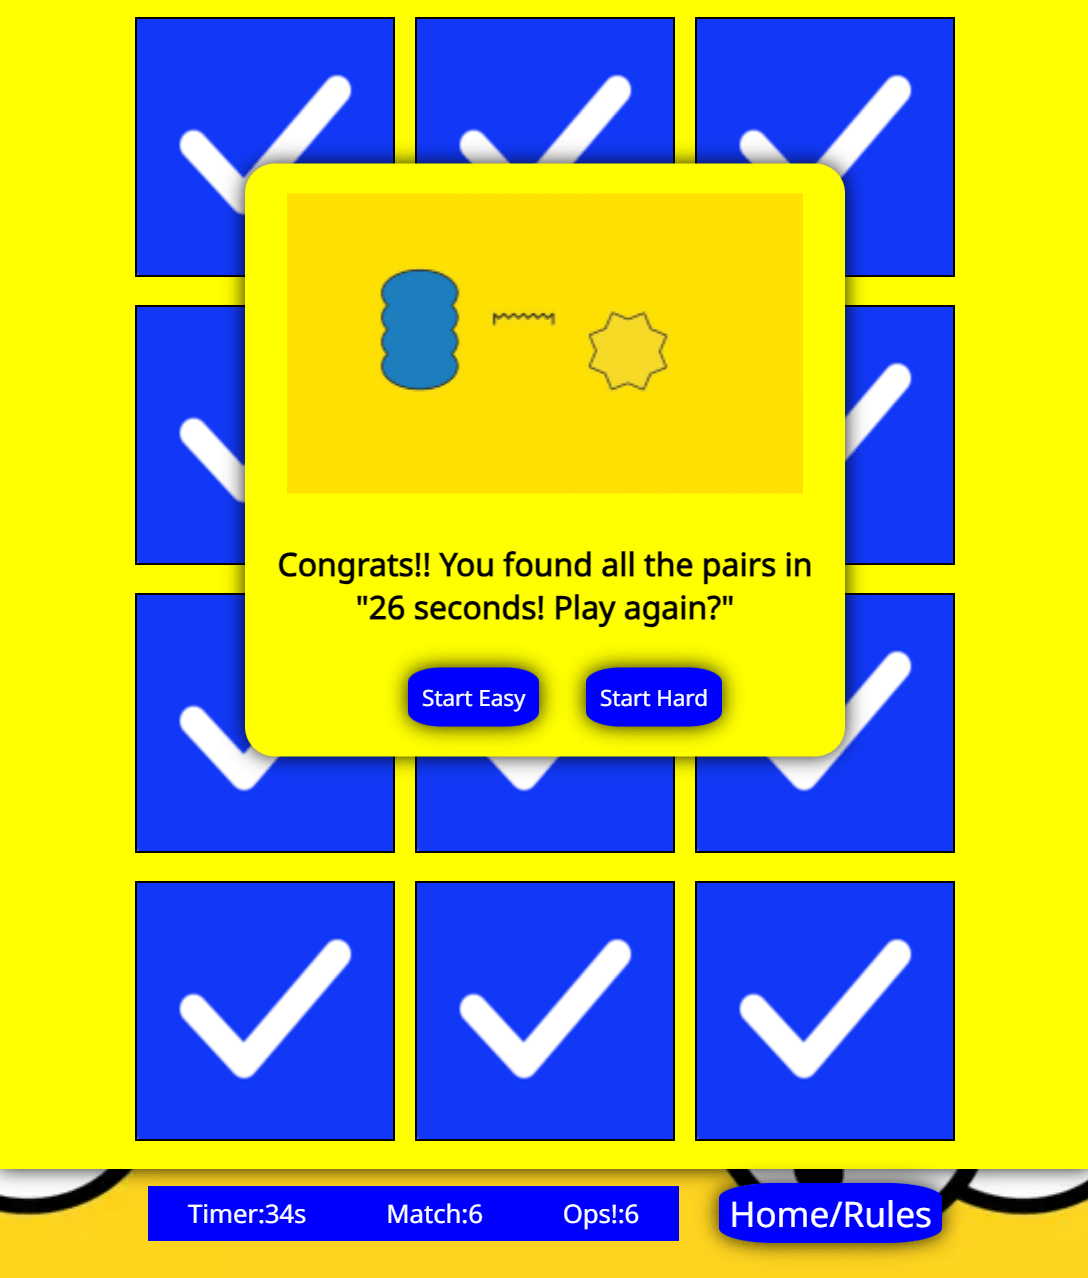 Congrats!! You found all the pairs in
"26 seconds! Play again?"
Start Easy Start Hard
Timer:34s Match:6 Ops!:6 Home/Rules